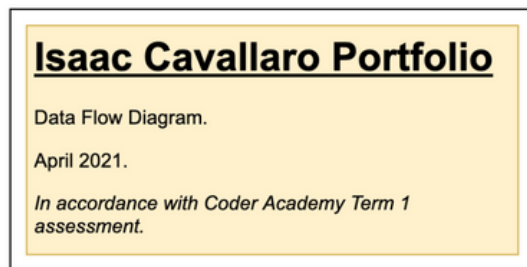 Isaac Cavallaro Portfolio
Data Flow Diagram.
April 2021.
In accordance with Coder Academy Term 1
assessment.